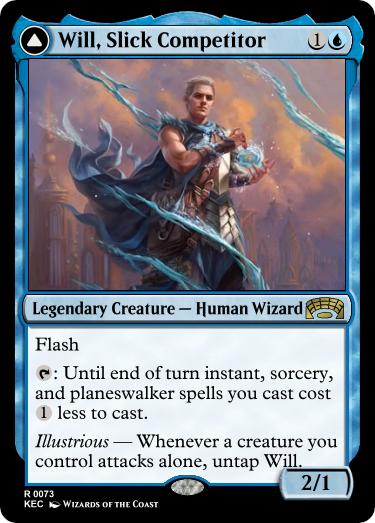 Will, Slick Competitor 1
Legendary Creature — Human Wizard
Flash
: Until end of turn instant, sorcery,
and planeswalker spells you cast cost
1 less to cast.
Illustrious — Whenever a creature you
control attacks alone, untap Will.
2/1
R 0073
KEC Wizards of the Coast